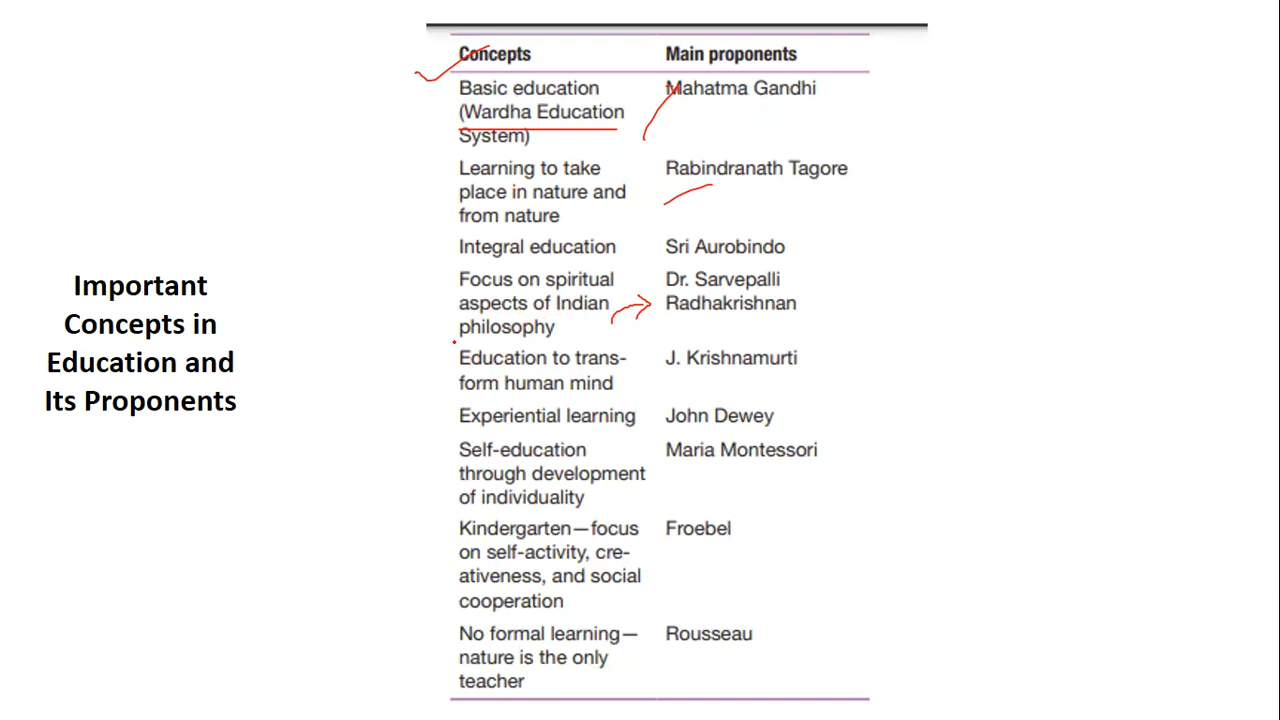 Important
Concepts in
Education and
Its Proponents
Concepts Main proponents
Basic education Mahatma Gandhi
(Wardha Education
System)
Learning to take Rabindranath Tagore
place in nature and
from nature
Integral education Sri Aurobindo
Focus on spiritual Dr. Sarvepalli
aspects of Indian Radhakrishnan
philosophy
Education to trans- J. Krishnamurti
form human mind
Experiential learning John Dewey
Self-education Maria Montessori
through development
of individuality
Kindergarten—focus Froebel
on self-activity, cre-
ativeness, and social
cooperation
No formal learning— Rousseau
nature is the only
teacher